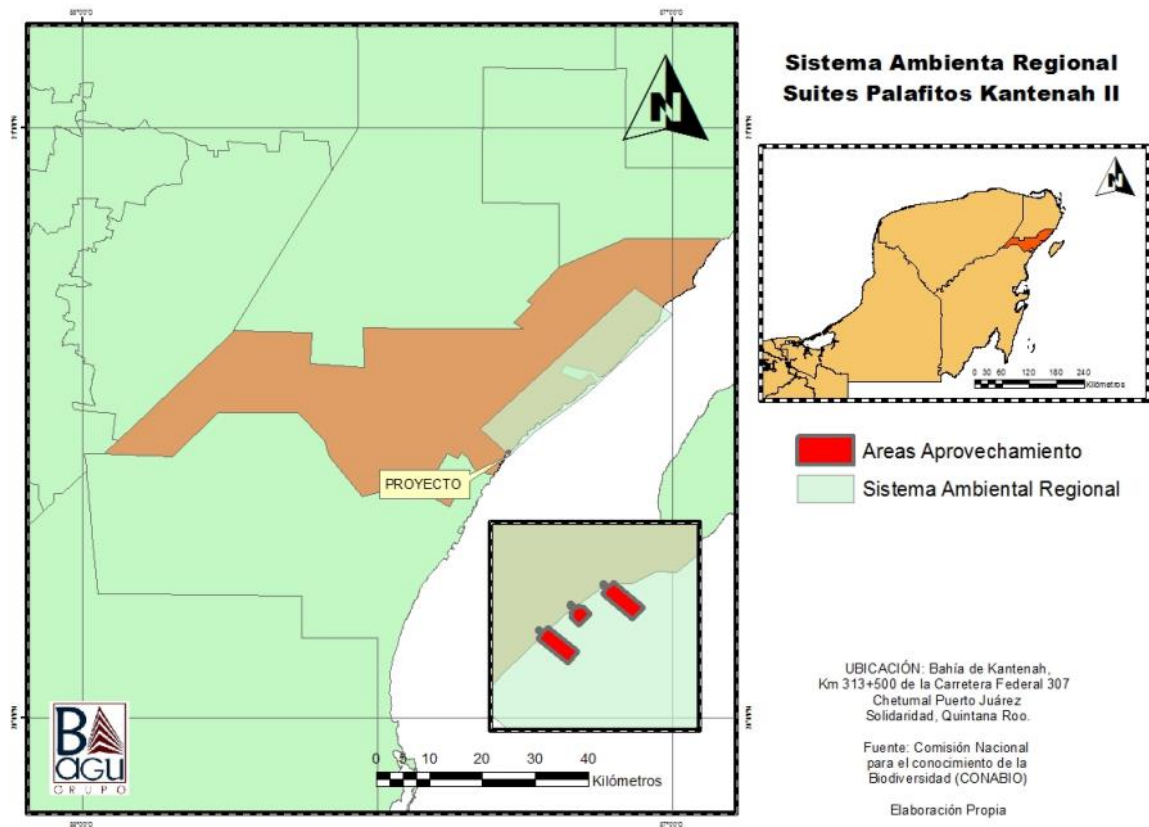 Sistema Ambienta Regional
Suites Palafitos Kantenah II
N
N
0 30 60 120 180 240
Kilómetros
Areas Aprovechamiento
Sistema Ambiental Regional
PROYECTO
0 5 10 20 30 40
Kilómetros
BAGU
GRUPO
UBICACIÓN: Bahía de Kantenah,
Km 313+500 de la Carretera Federal 307
Chetumal Puerto Juárez
Solidaridad, Quintana Roo.
Fuente: Comisión Nacional
para el conocimiento de la
Biodiversidad (CONABIO)
Elaboración Propia